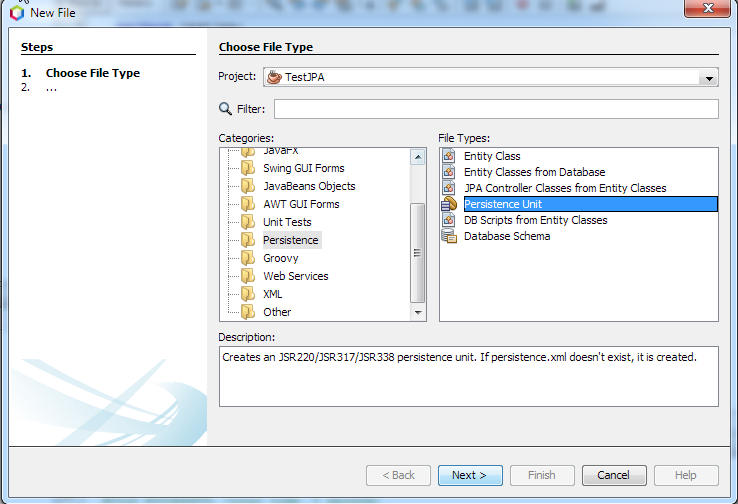 New File
Steps
1. Choose File Type
2. ...
Choose File Type
Project: TestJPA
Filter:
Categories:
JavaFX
Swing GUI Forms
JavaBeans Objects
AWT GUI Forms
Unit Tests
Persistence
Groovy
Web Services
XML
Other
File Types:
Entity Class
Entity Classes from Database
JPA Controller Classes from Entity Classes
Persistence Unit
DB Scripts from Entity Classes
Database Schema
Description:
Creates an JSR220/JSR317/JSR338 persistence unit. If persistence.xml doesn't exist, it is created.
< Back
Next >
Finish
Cancel
Help